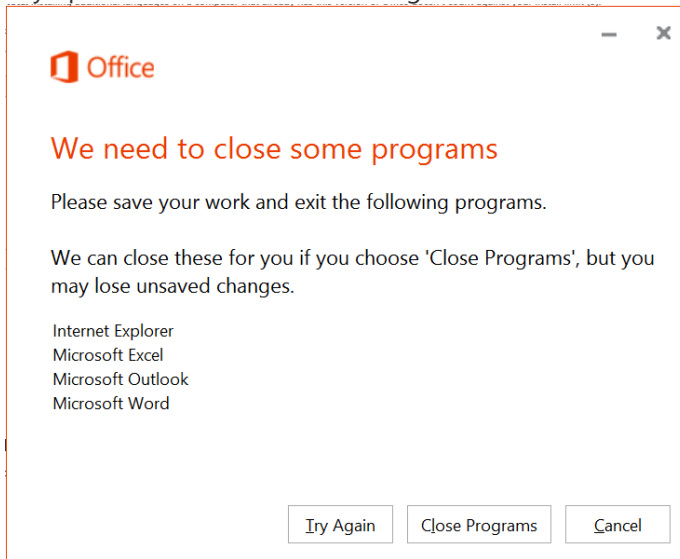 Office
We need to close some programs
Please save your work and exit the following programs.
We can close these for you if you choose 'Close Programs', but you
may lose unsaved changes.
Internet Explorer
Microsoft Excel
Microsoft Outlook
Microsoft Word
Try Again
Close Programs
Cancel